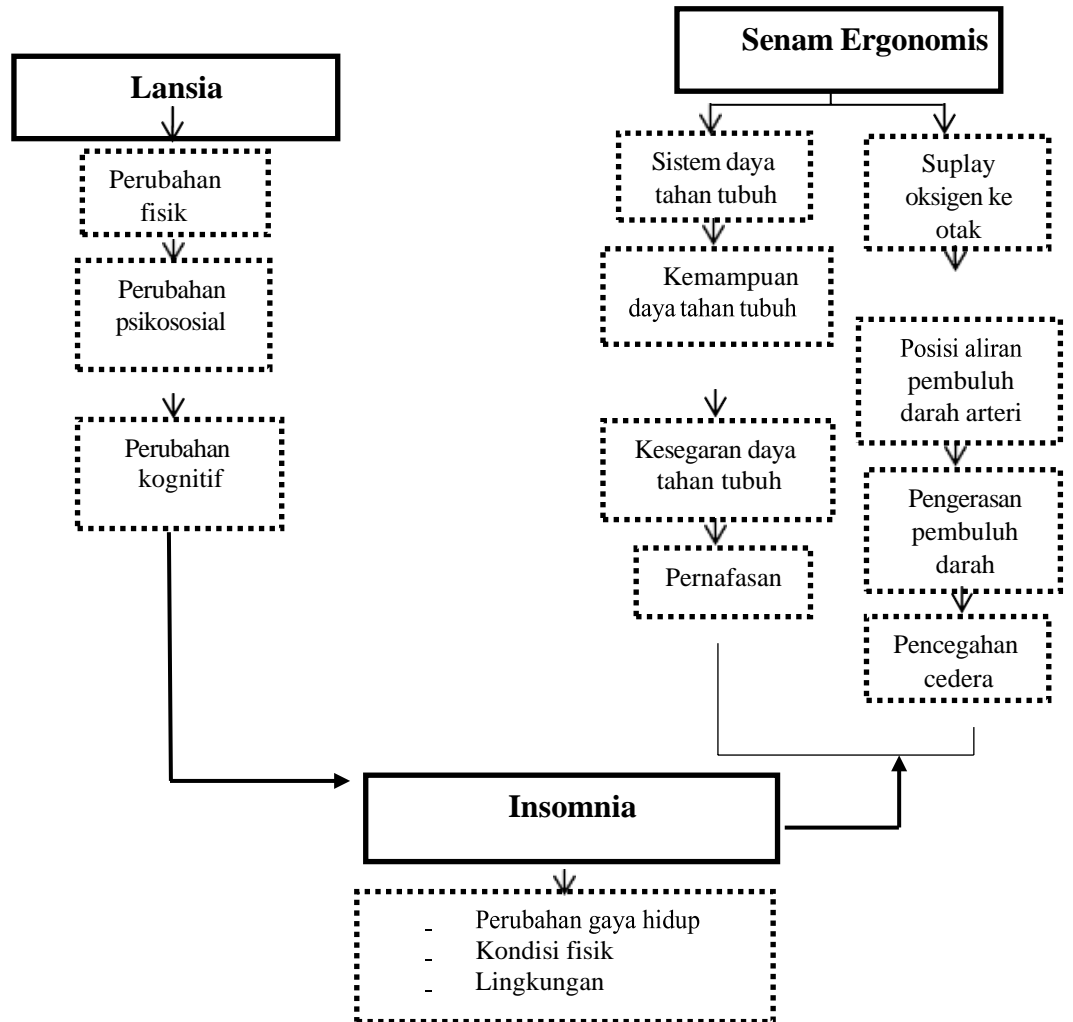 Lansia
Perubahan
fisik
Perubahan
psikososial
Perubahan
kognitif
Senam Ergonomis
Sistem daya
tahan tubuh
Kemampuan
daya tahan tubuh
Kesegaran daya
tahan tubuh
Pernafasan
Suplay
oksigen ke
otak
Posisi aliran
pembuluh
darah arteri
Pengerasan
pembuluh
darah
Pencegahan
cedera
Insomnia
- Perubahan gaya hidup
- Kondisi fisik
- Lingkungan